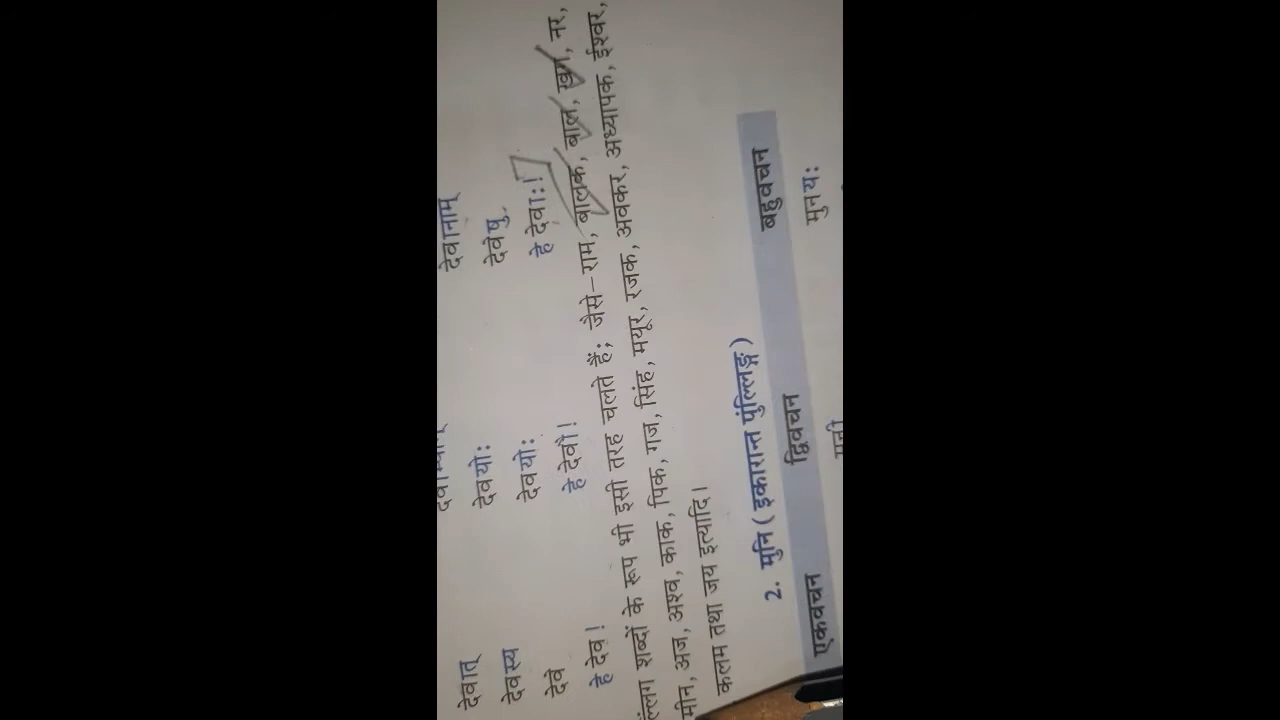 देवात् देवानाम्
देवस्य देवयोः देवेषु
देवे देवयोः हे देवाः!
हे देव! हे देवौ!
शब्दों के रूप भी इसी तरह चलते हैं; जैसे–राम, बालक, बाल, खग, नर,
मीन, अज, अश्व, काक, पिक, गज, सिंह, मयूर, रजक, अवकर, अध्यापक, ईश्वर,
कलम तथा जय इत्यादि।
2. मुनि ( इकारान्त पुंल्लिङ्ग )
एकवचन द्विवचन बहुवचन
मुनयः